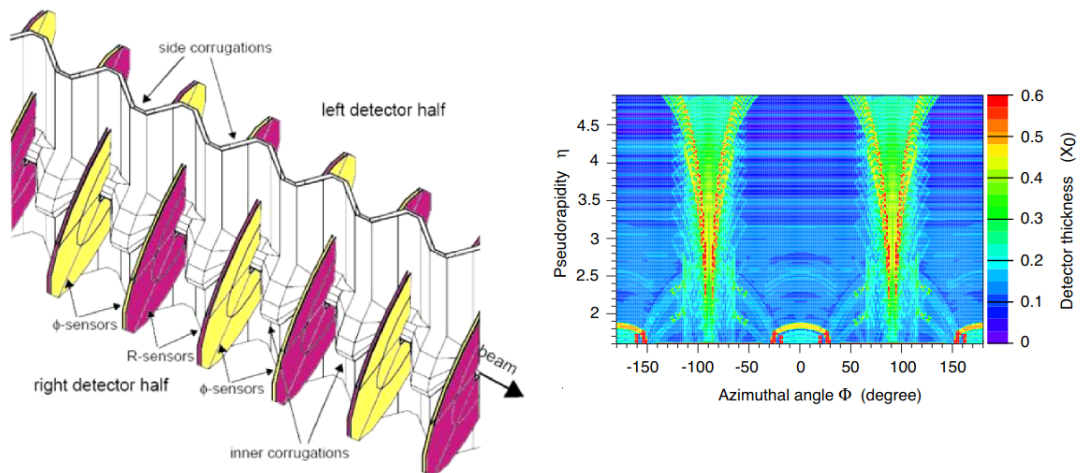 side corrugations
left detector half
ϕ-sensors
R-sensors
right detector half
ϕ-sensors
beam
inner corrugations
Pseudorapidity η
4.5
4
3.5
3
2.5
2
-150 -100 -50 0 50 100 150
Azimuthal angle Φ (degree)
0.6
0.5
0.4
0.3
0.2
0.1
0
Detector thickness (X0)